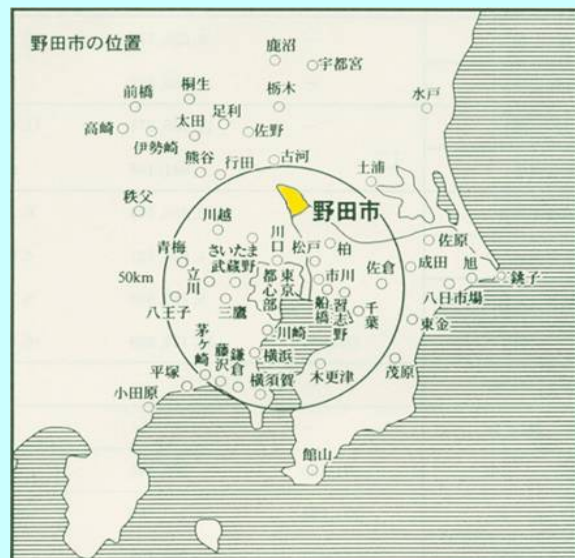 野田市の位置
鹿沼
宇都宮
栃木
桐生
前橋
水戸
足利
太田
高崎
佐野
伊勢崎
古河
熊谷
行田
土浦
秩父
野田市
川越
川口
松戸
柏
佐原
さいたま
青梅
武蔵野
成田
旭
50km
立川
東京都心部
市川
佐倉
銚子
八日市場
八王子
三鷹
船橋
習志野
千葉
東金
川崎
茅ヶ崎
藤沢
鎌倉
横浜
茂原
平塚
横須賀
木更津
小田原
館山